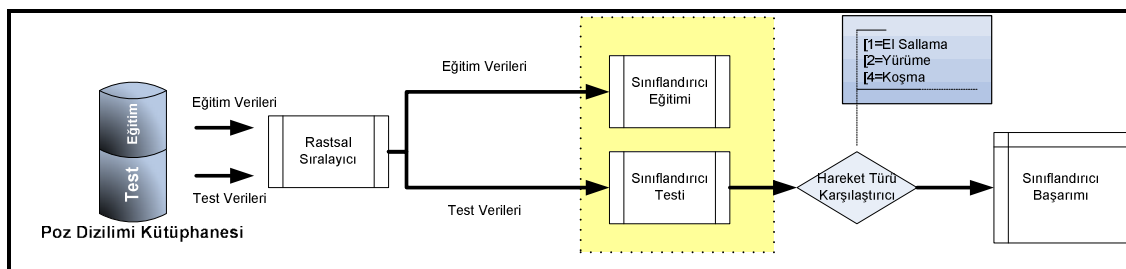 Eğitim
Test
Poz Dizilimi Kütüphanesi
Eğitim Verileri
Test Verileri
Rastsal
Sıralayıcı
Eğitim Verileri
Test Verileri
Sınıflandırıcı
Eğitimi
Sınıflandırıcı
Testi
[1=El Sallama
[2=Yürüme
[4=Koşma
Hareket Türü
Karşılaştırıcı
Sınıflandırıcı
Başarımı